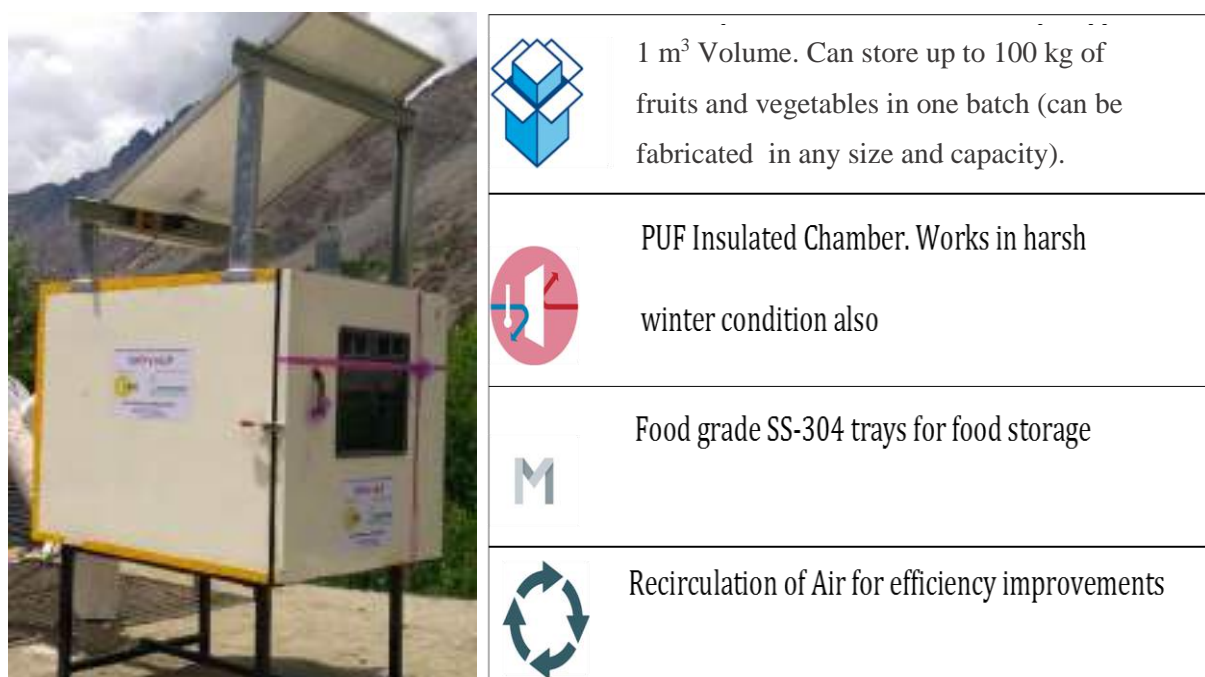 1 m³ Volume. Can store up to 100 kg of
fruits and vegetables in one batch (can be
fabricated in any size and capacity).
PUF Insulated Chamber. Works in harsh
winter condition also
M
Food grade SS-304 trays for food storage
Recirculation of Air for efficiency improvements